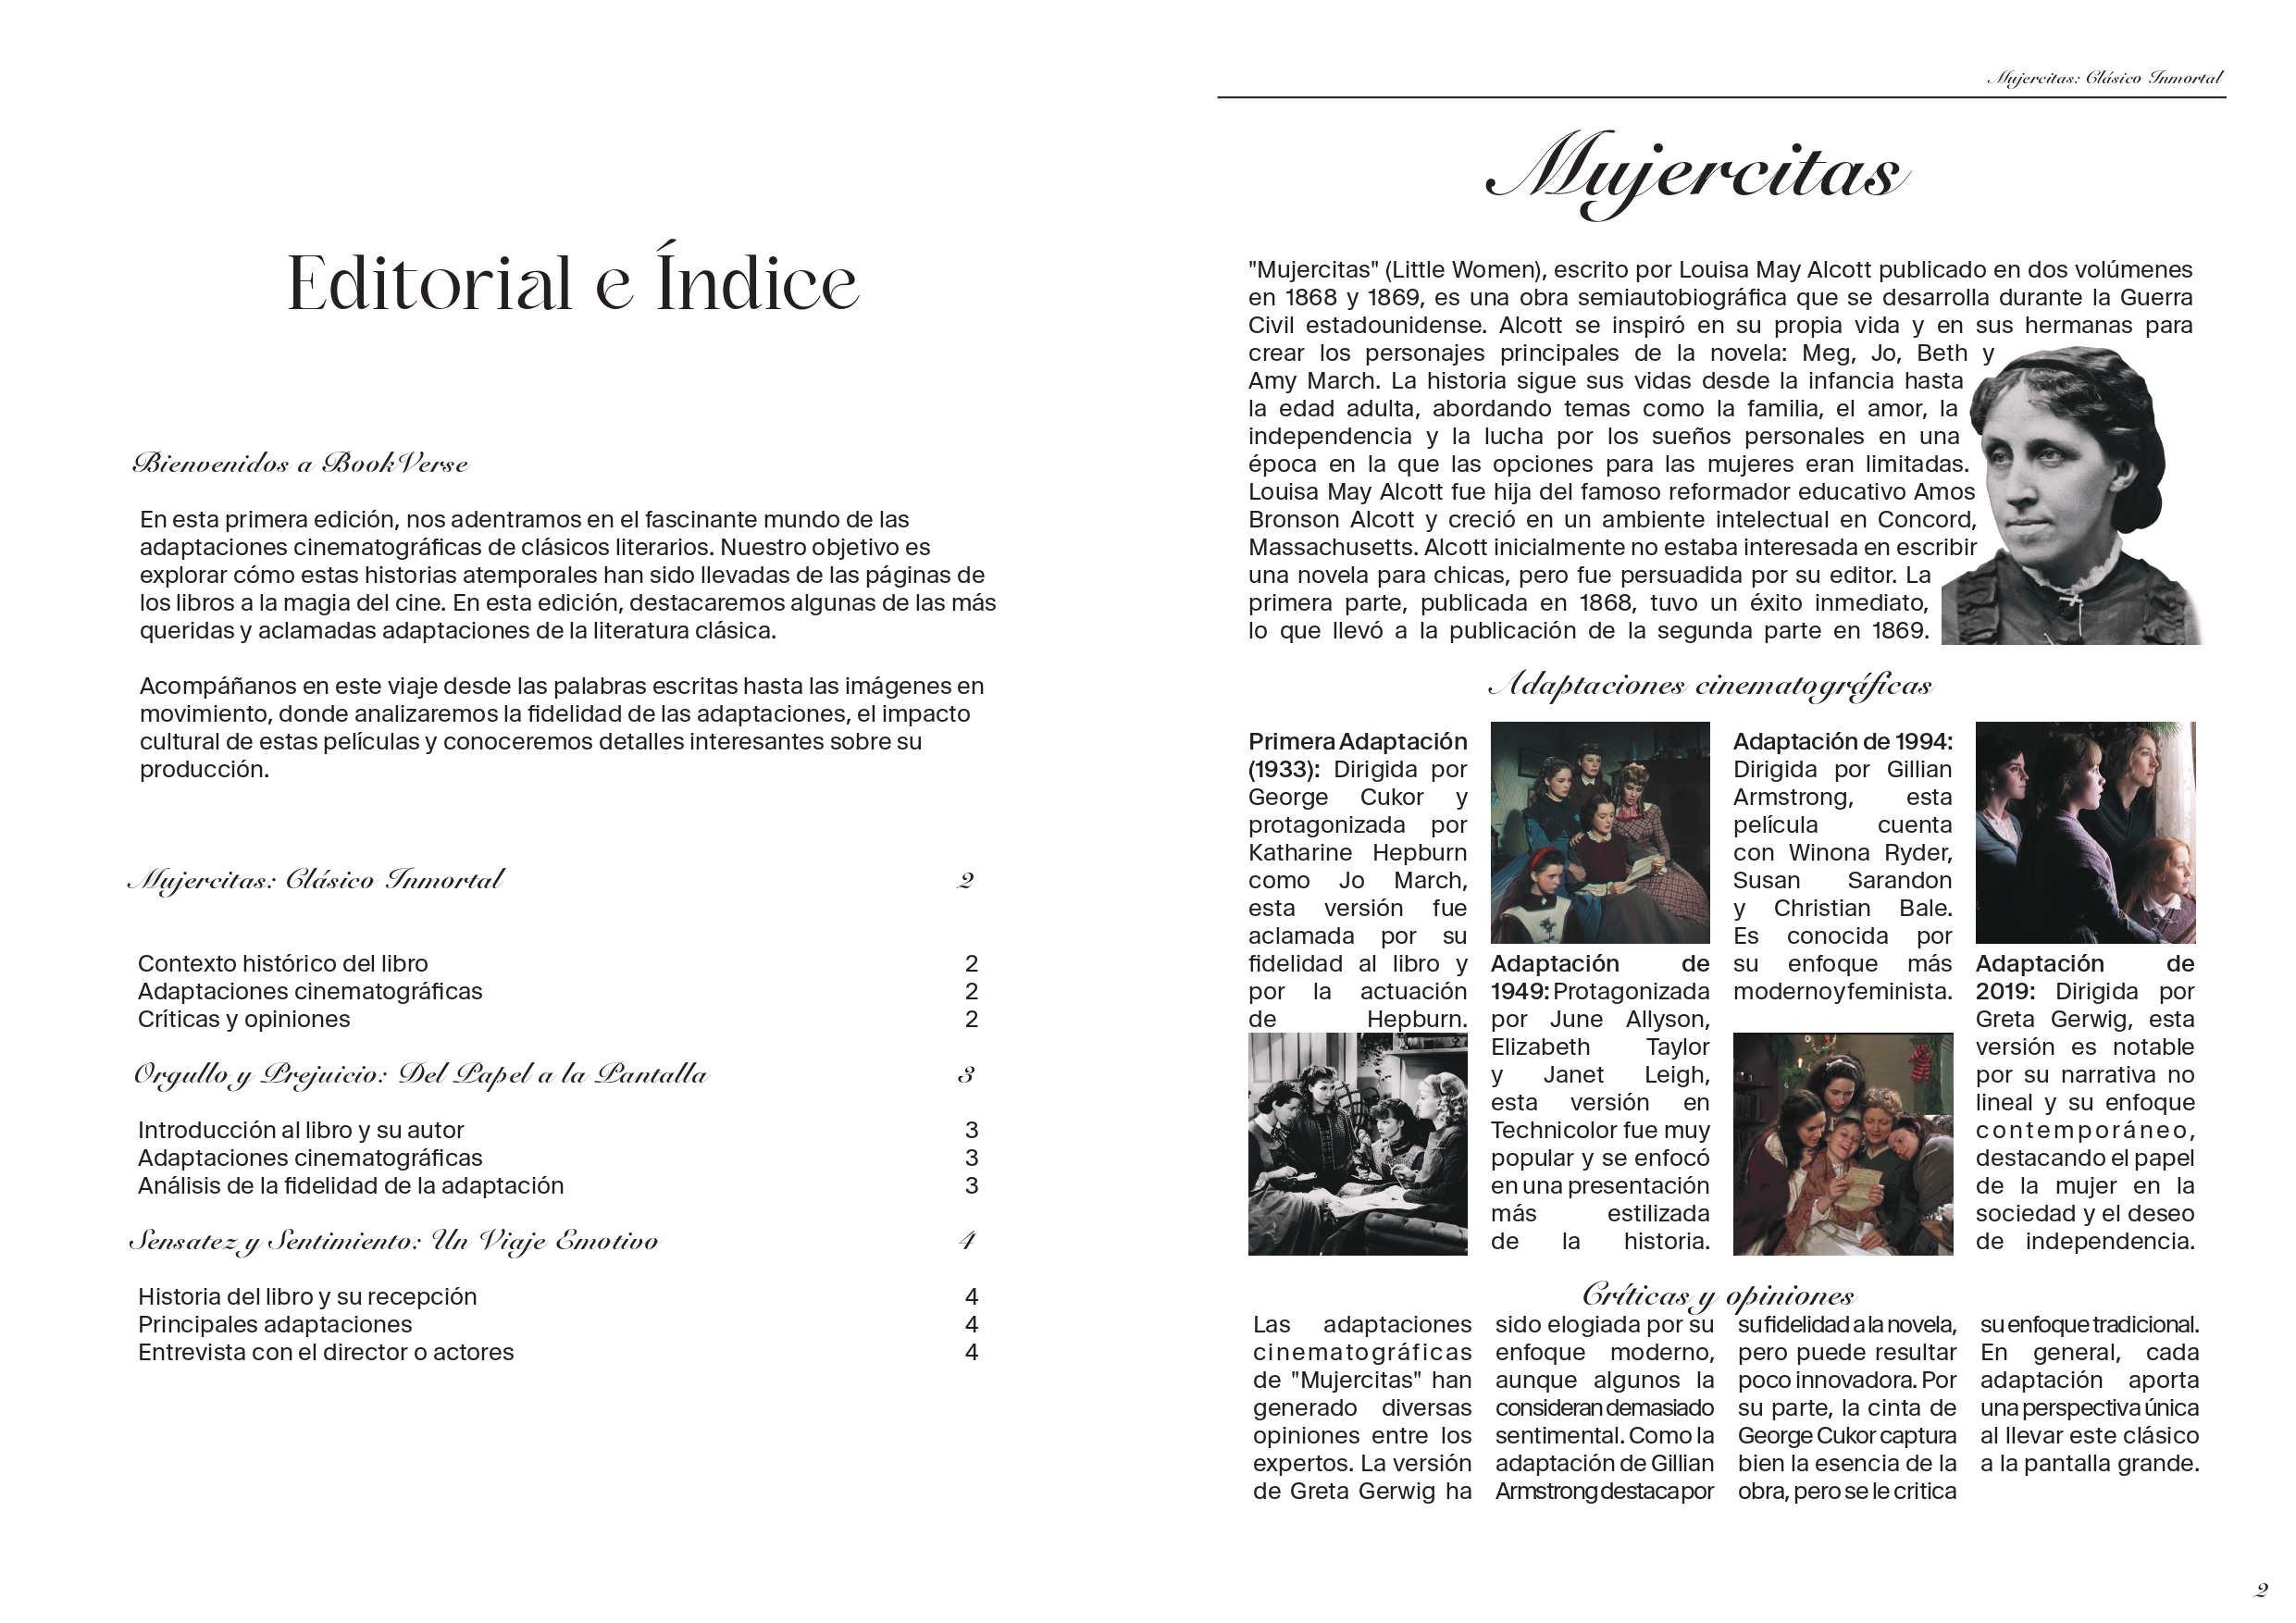 Editorial e Índice
Bienvenidos a BookVerse
En esta primera edición, nos adentramos en el fascinante mundo de las
adaptaciones cinematográficas de clásicos literarios. Nuestro objetivo es
explorar cómo estas historias atemporales han sido llevadas de las páginas de
los libros a la magia del cine. En esta edición, destacaremos algunas de las más
queridas y aclamadas adaptaciones de la literatura clásica.
Acompáñanos en este viaje desde las palabras escritas hasta las imágenes en
movimiento, donde analizaremos la fidelidad de las adaptaciones, el impacto
cultural de estas películas y conoceremos detalles interesantes sobre su
producción.
Mujercitas: Clásico Inmortal 2
Contexto histórico del libro 2
Adaptaciones cinematográficas 2
Críticas y opiniones 2
Orgullo y Prejuicio: Del Papel a la Pantalla 3
Introducción al libro y su autor 3
Adaptaciones cinematográficas 3
Análisis de la fidelidad de la adaptación 3
Sensatez y Sentimiento: Un Viaje Emotivo 4
Historia del libro y su recepción 4
Principales adaptaciones 4
Entrevista con el director o actores 4
Mujercitas: Clásico Inmortal
Mujercitas
"Mujercitas" (Little Women), escrito por Louisa May Alcott publicado en dos volúmenes
en 1868 y 1869, es una obra semiautobiográfica que se desarrolla durante la Guerra
Civil estadounidense. Alcott se inspiró en su propia vida y en sus hermanas para
crear los personajes principales de la novela: Meg, Jo, Beth y
Amy March. La historia sigue sus vidas desde la infancia hasta
la edad adulta, abordando temas como la familia, el amor, la
independencia y la lucha por los sueños personales en una
época en la que las opciones para las mujeres eran limitadas.
Louisa May Alcott fue hija del famoso reformador educativo Amos
Bronson Alcott y creció en un ambiente intelectual en Concord,
Massachusetts. Alcott inicialmente no estaba interesada en escribir
una novela para chicas, pero fue persuadida por su editor. La
primera parte, publicada en 1868, tuvo un éxito inmediato,
lo que llevó a la publicación de la segunda parte en 1869.
Adaptaciones cinematográficas
Primera Adaptación
(1933): Dirigida por
George Cukor y
protagonizada por
Katharine Hepburn
como Jo March,
esta versión fue
aclamada por su
fidelidad al libro y
por la actuación
de Hepburn.
Adaptación de
1949: Protagonizada
por June Allyson,
Elizabeth Taylor
y Janet Leigh,
esta versión en
Technicolor fue muy
popular y se enfocó
en una presentación
más estilizada
de la historia.
Adaptación de 1994:
Dirigida por Gillian
Armstrong, esta
película cuenta
con Winona Ryder,
Susan Sarandon
y Christian Bale.
Es conocida por
su enfoque más
moderno y feminista.
Adaptación de
2019: Dirigida por
Greta Gerwig, esta
versión es notable
por su narrativa no
lineal y su enfoque
contemporáneo,
destacando el papel
de la mujer en la
sociedad y el deseo
de independencia.
Críticas y opiniones
Las adaptaciones
cinematográficas
de "Mujercitas" han
generado diversas
opiniones entre los
expertos. La versión
de Greta Gerwig ha
sido elogiada por su
enfoque moderno,
aunque algunos la
consideran demasiado
sentimental. Como la
adaptación de Gillian
Armstrong destaca por
su fidelidad a la novela,
pero puede resultar
poco innovadora. Por
su parte, la cinta de
George Cukor captura
bien la esencia de la
obra, pero se le critica
su enfoque tradicional.
En general, cada
adaptación aporta
una perspectiva única
al llevar este clásico
a la pantalla grande.
2